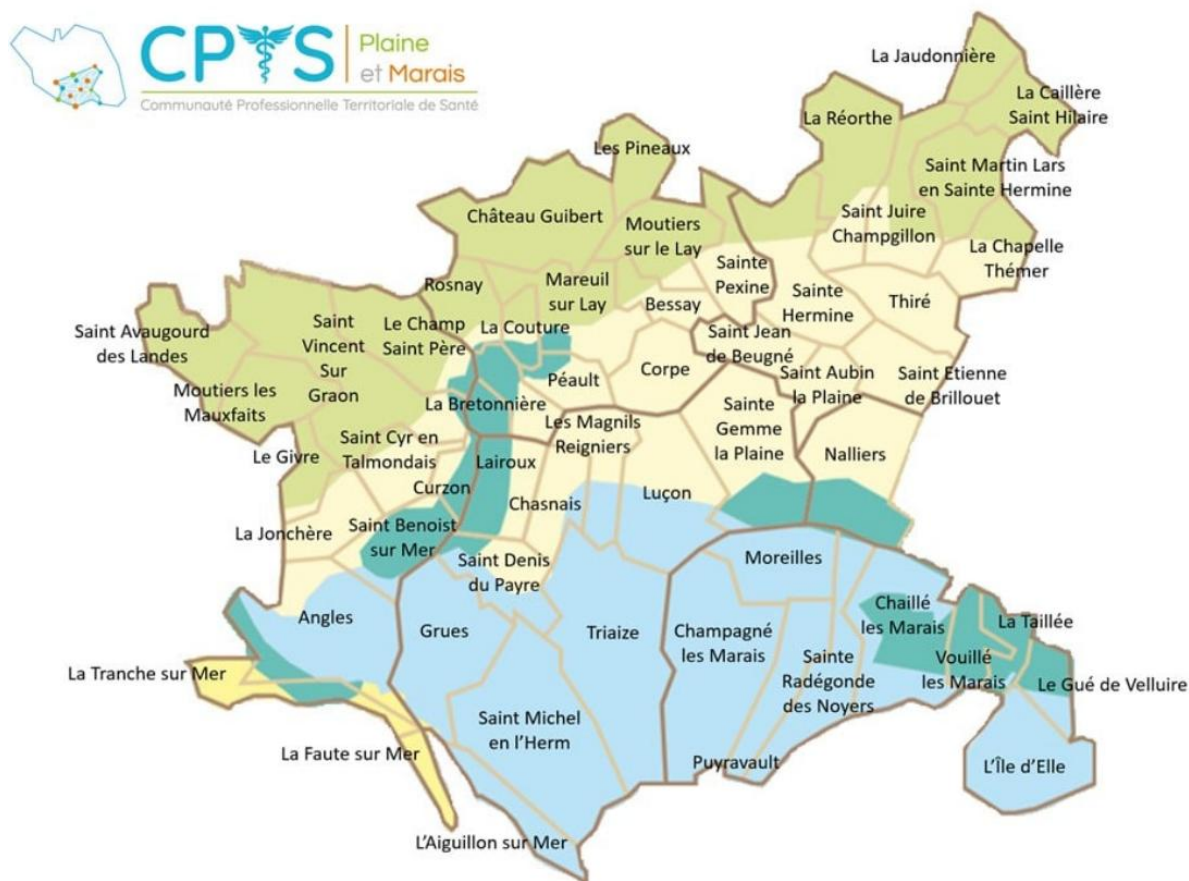 CPTS
Plaine
et Marais
Communauté Professionnelle Territoriale de Santé
La Jaudonnière
La Caillère
Saint Hilaire
La Réorthe
Les Pineaux
Saint Martin Lars
en Sainte Hermine
Château Guibert
Moutiers
sur le Lay
Saint Juire
Champgillon
La Chapelle
Thémer
Sainte
Pexine
Rosnay
Mareuil
sur Lay
Bessay
Sainte
Hermine
Thiré
Saint Avaugourd
des Landes
Saint
Vincent
Sur
Graon
Le Champ
Saint Père
La Couture
Saint Jean
de Beugné
Moutiers les
Mauxfaits
Péault
Corpe
Saint Aubin
la Plaine
Saint Etienne
de Brillouet
La Bretonnière
Les Magnils
Reigniers
Sainte
Gemme
la Plaine
Le Givre
Saint Cyr en
Talmondais
Curzon
Lairoux
Nalliers
Chasnais
Luçon
La Jonchère
Saint Benoist
sur Mer
Saint Denis
du Payre
Moreilles
Angles
Grues
Triaize
Champagné
les Marais
Chaillé
les Marais
La Taillée
La Tranche sur Mer
Sainte
Radégonde
des Noyers
Vouillé
les Marais
Le Gué de Velluire
Saint Michel
en l'Herm
La Faute sur Mer
Puyravault
L'Île d'Elle
L'Aiguillon sur Mer